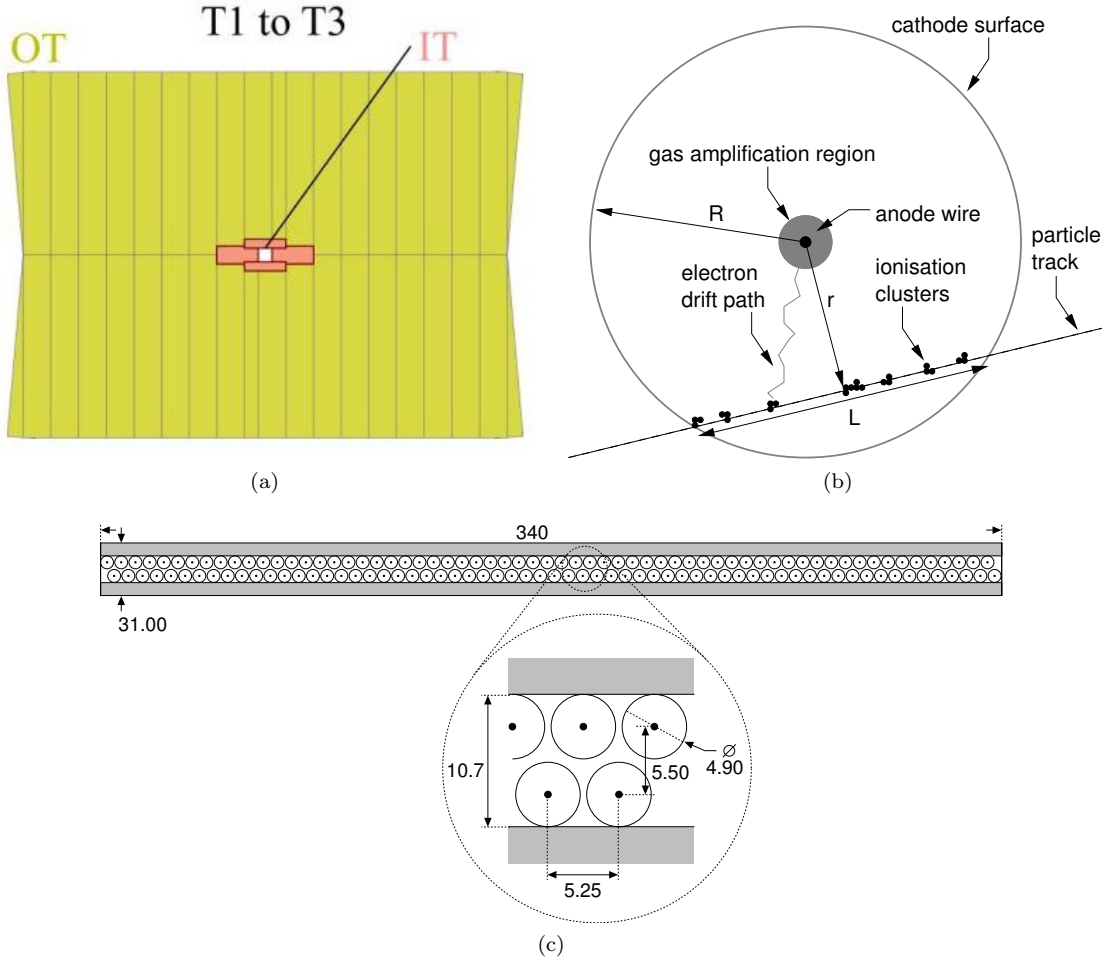 T1 to T3
OT
IT
(a)
cathode surface
gas amplification region
R
anode wire
particle
track
electron
drift path
r
ionisation
clusters
L
(b)
340
31.00
10.7
5.50
⌀
4.90
5.25
(c)